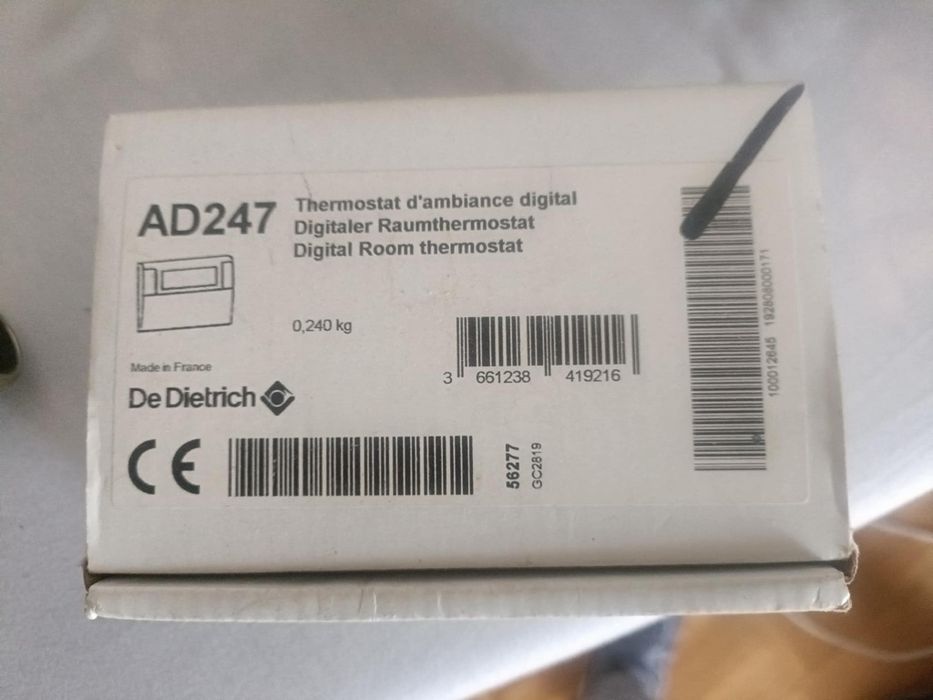 AD247
Thermostat d'ambiance digital
Digitaler Raumthermostat
Digital Room thermostat
0,240 kg
Made in France
De Dietrich
3 661238 419216
CE
56277
GC2819
100012645 192808000171